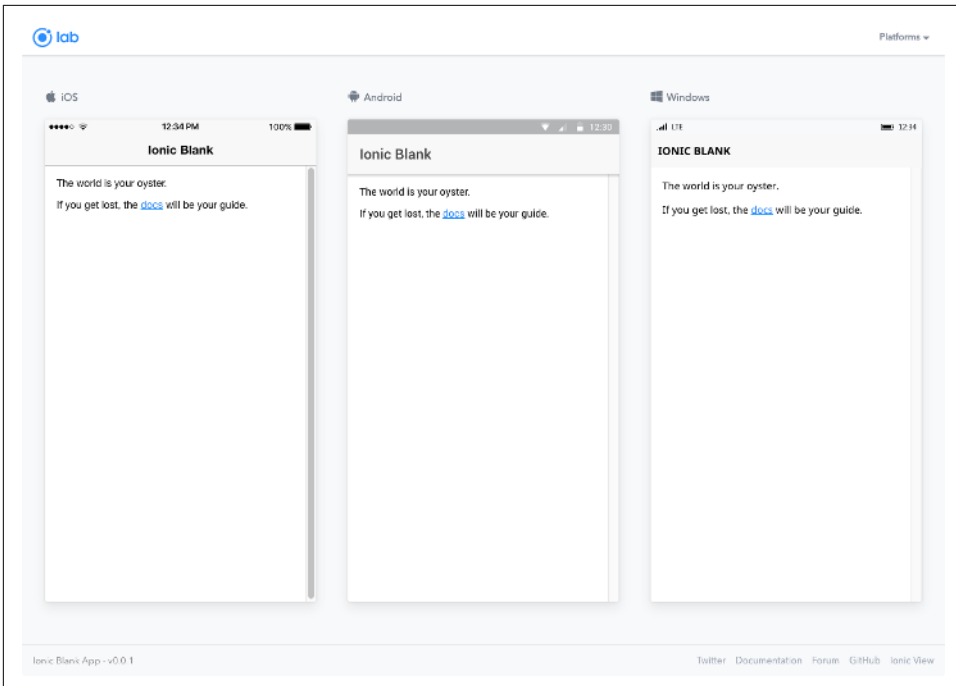 lab
Platforms
iOS
Android
Windows
12:34 PM 100%
Ionic Blank
The world is your oyster.
If you get lost, the docs will be your guide.
12:30
Ionic Blank
The world is your oyster.
If you get lost, the docs will be your guide.
LTE 12:34
IONIC BLANK
The world is your oyster.
If you get lost, the docs will be your guide.
Ionic Blank App - v0.0.1
Twitter Documentation Forum GitHub Ionic View